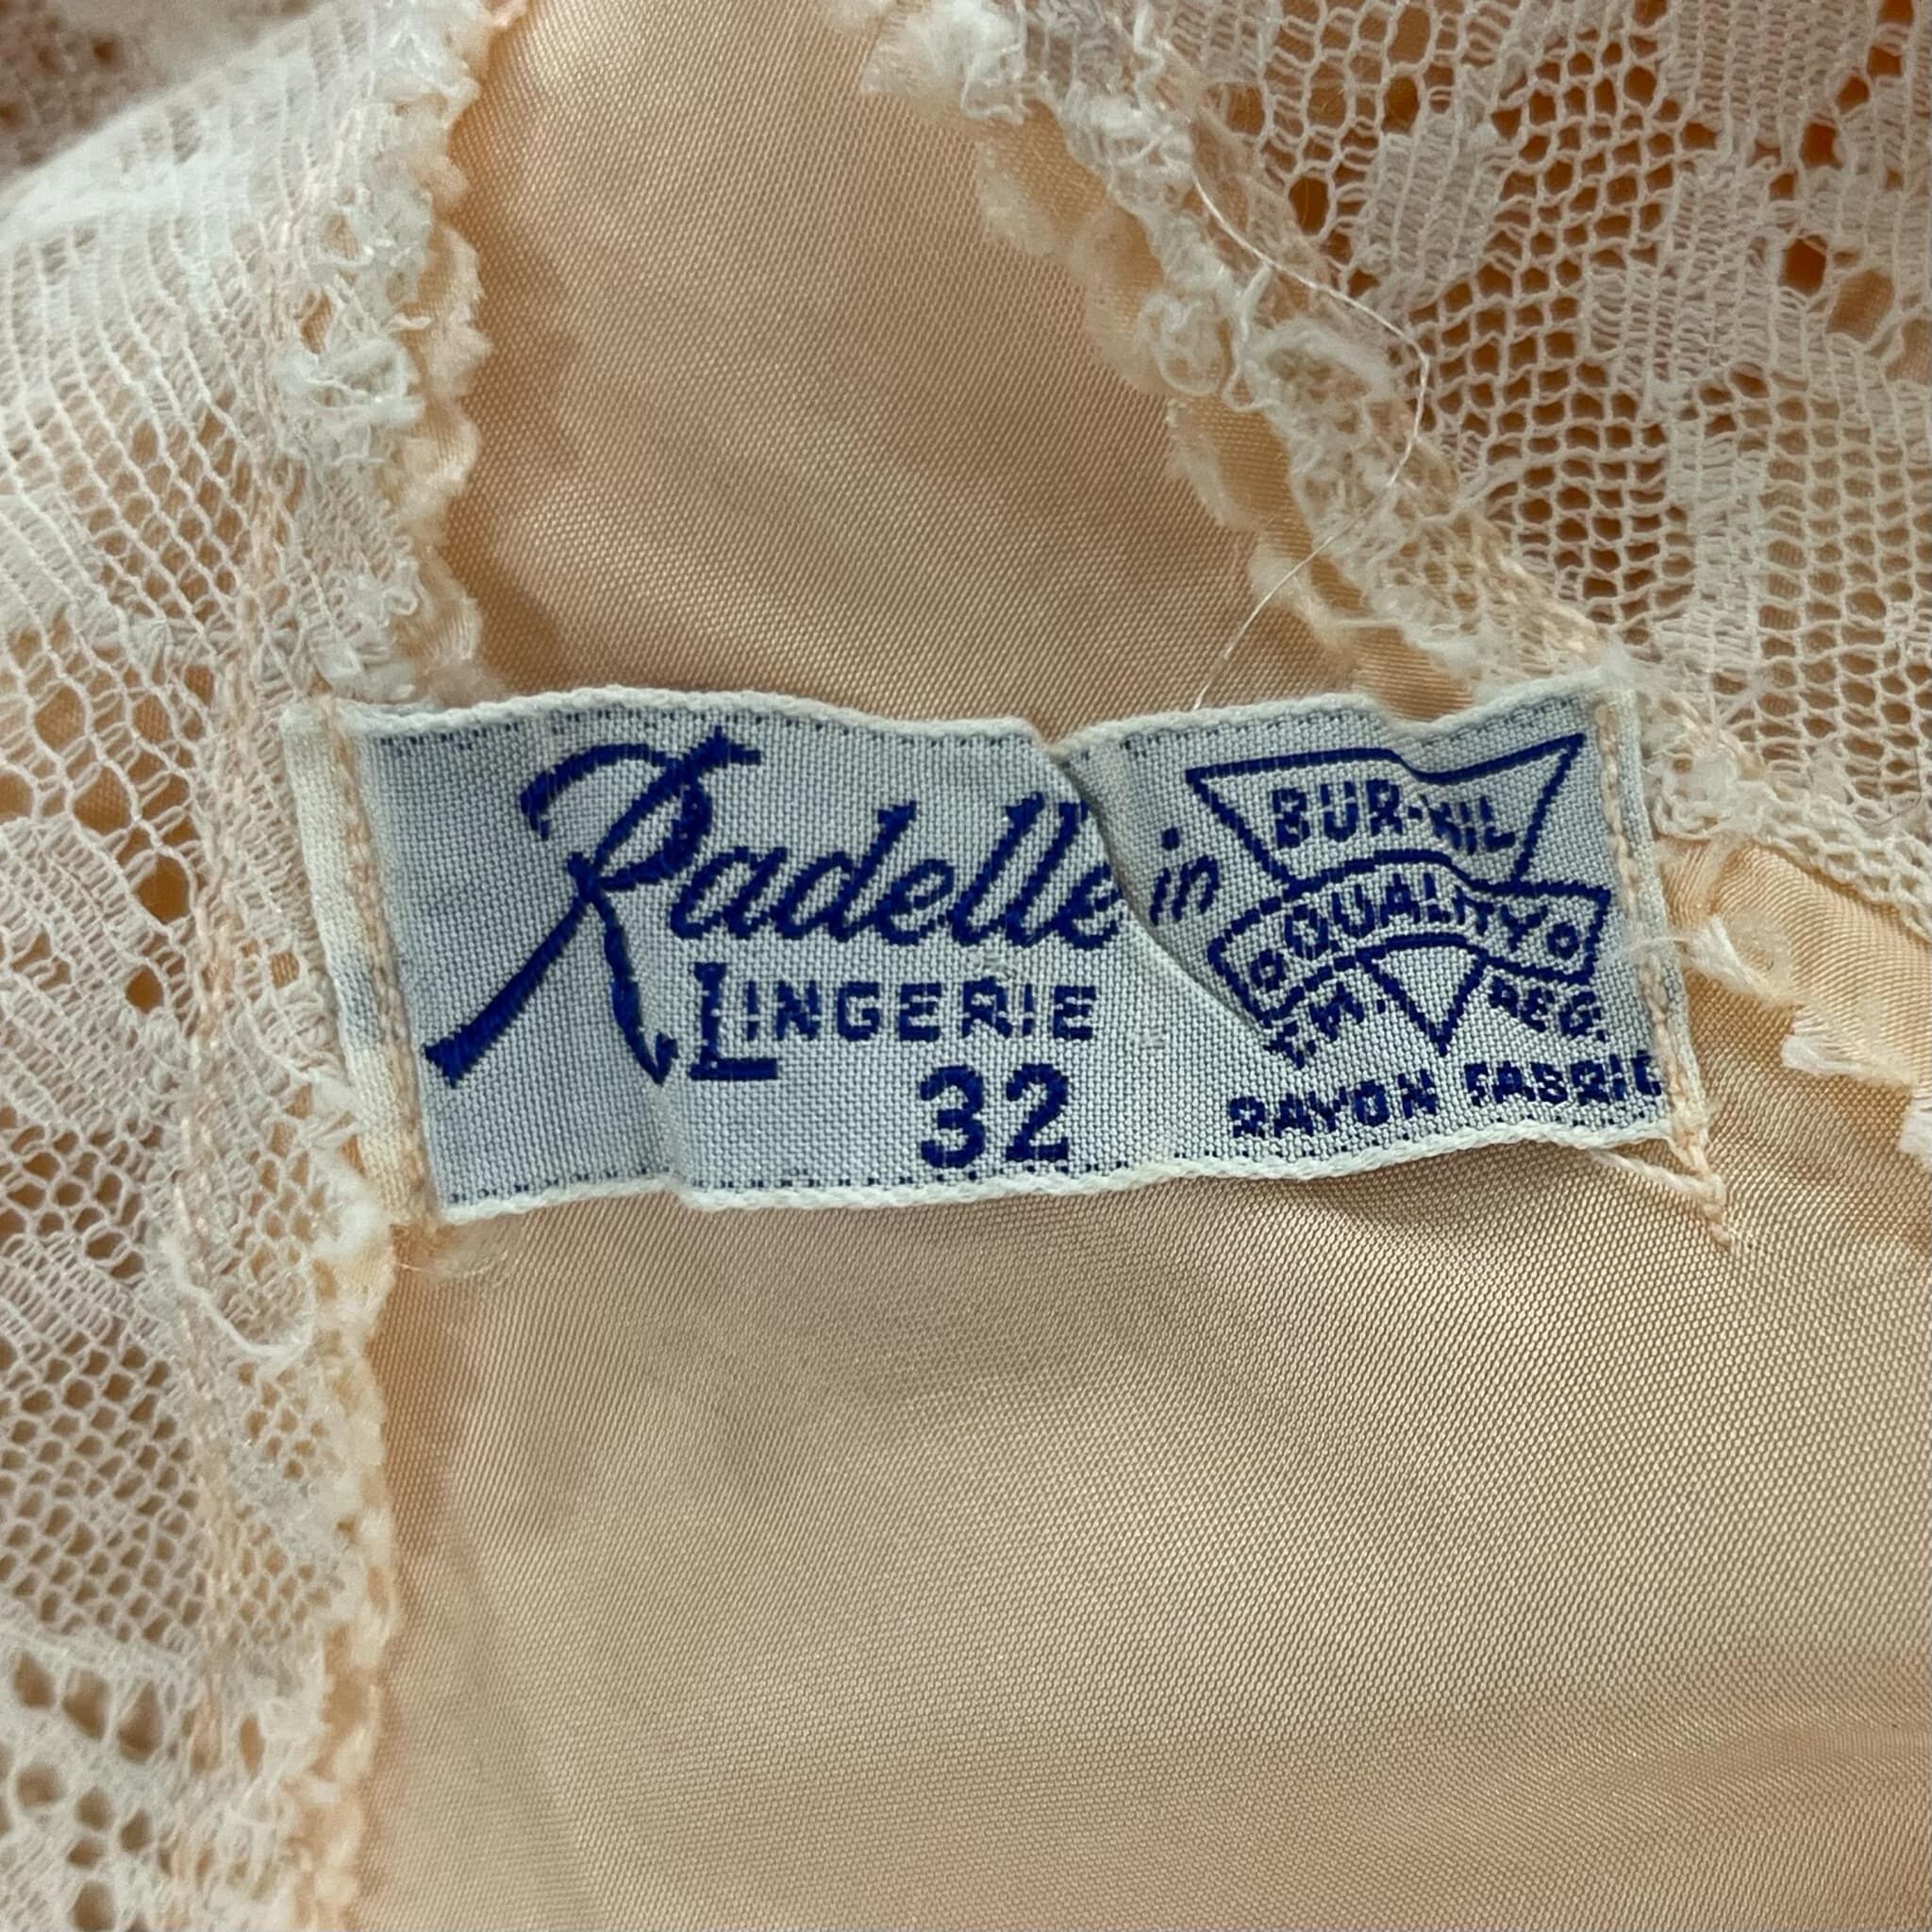 Radelle in
LINGERIE
32
BUR-MIL
QUALITY
T.M. REG.
RAYON FABRIC